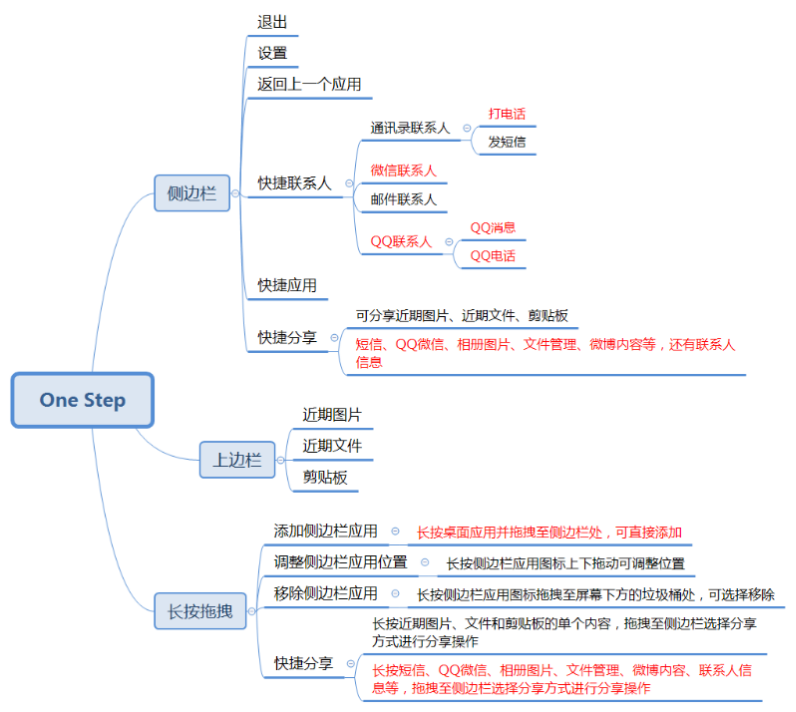 One Step
侧边栏
退出
设置
返回上一个应用
快捷联系人
通讯录联系人
打电话
发短信
微信联系人
邮件联系人
QQ联系人
QQ消息
QQ电话
快捷应用
快捷分享
可分享近期图片、近期文件、剪贴板
短信、QQ微信、相册图片、文件管理、微博内容等，还有联系人
信息
上边栏
近期图片
近期文件
剪贴板
长按拖拽
添加侧边栏应用
长按桌面应用并拖拽至侧边栏处，可直接添加
调整侧边栏应用位置
长按侧边栏应用图标上下拖动可调整位置
移除侧边栏应用
长按侧边栏应用图标拖拽至屏幕下方的垃圾桶处，可选择移除
快捷分享
长按近期图片、文件和剪贴板的单个内容，拖拽至侧边栏选择分享
方式进行分享操作
长按短信、QQ微信、相册图片、文件管理、微博内容、联系人信
息等，拖拽至侧边栏选择分享方式进行分享操作